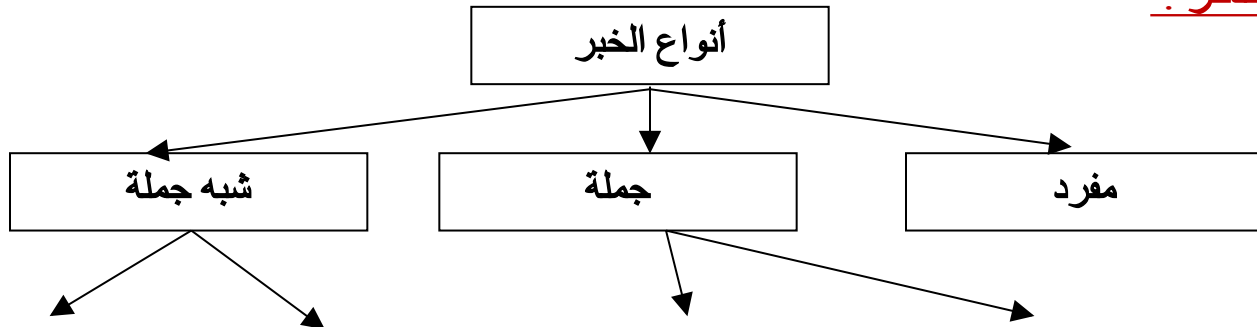 أنواع الخبر
مفرد
جملة
شبه جملة